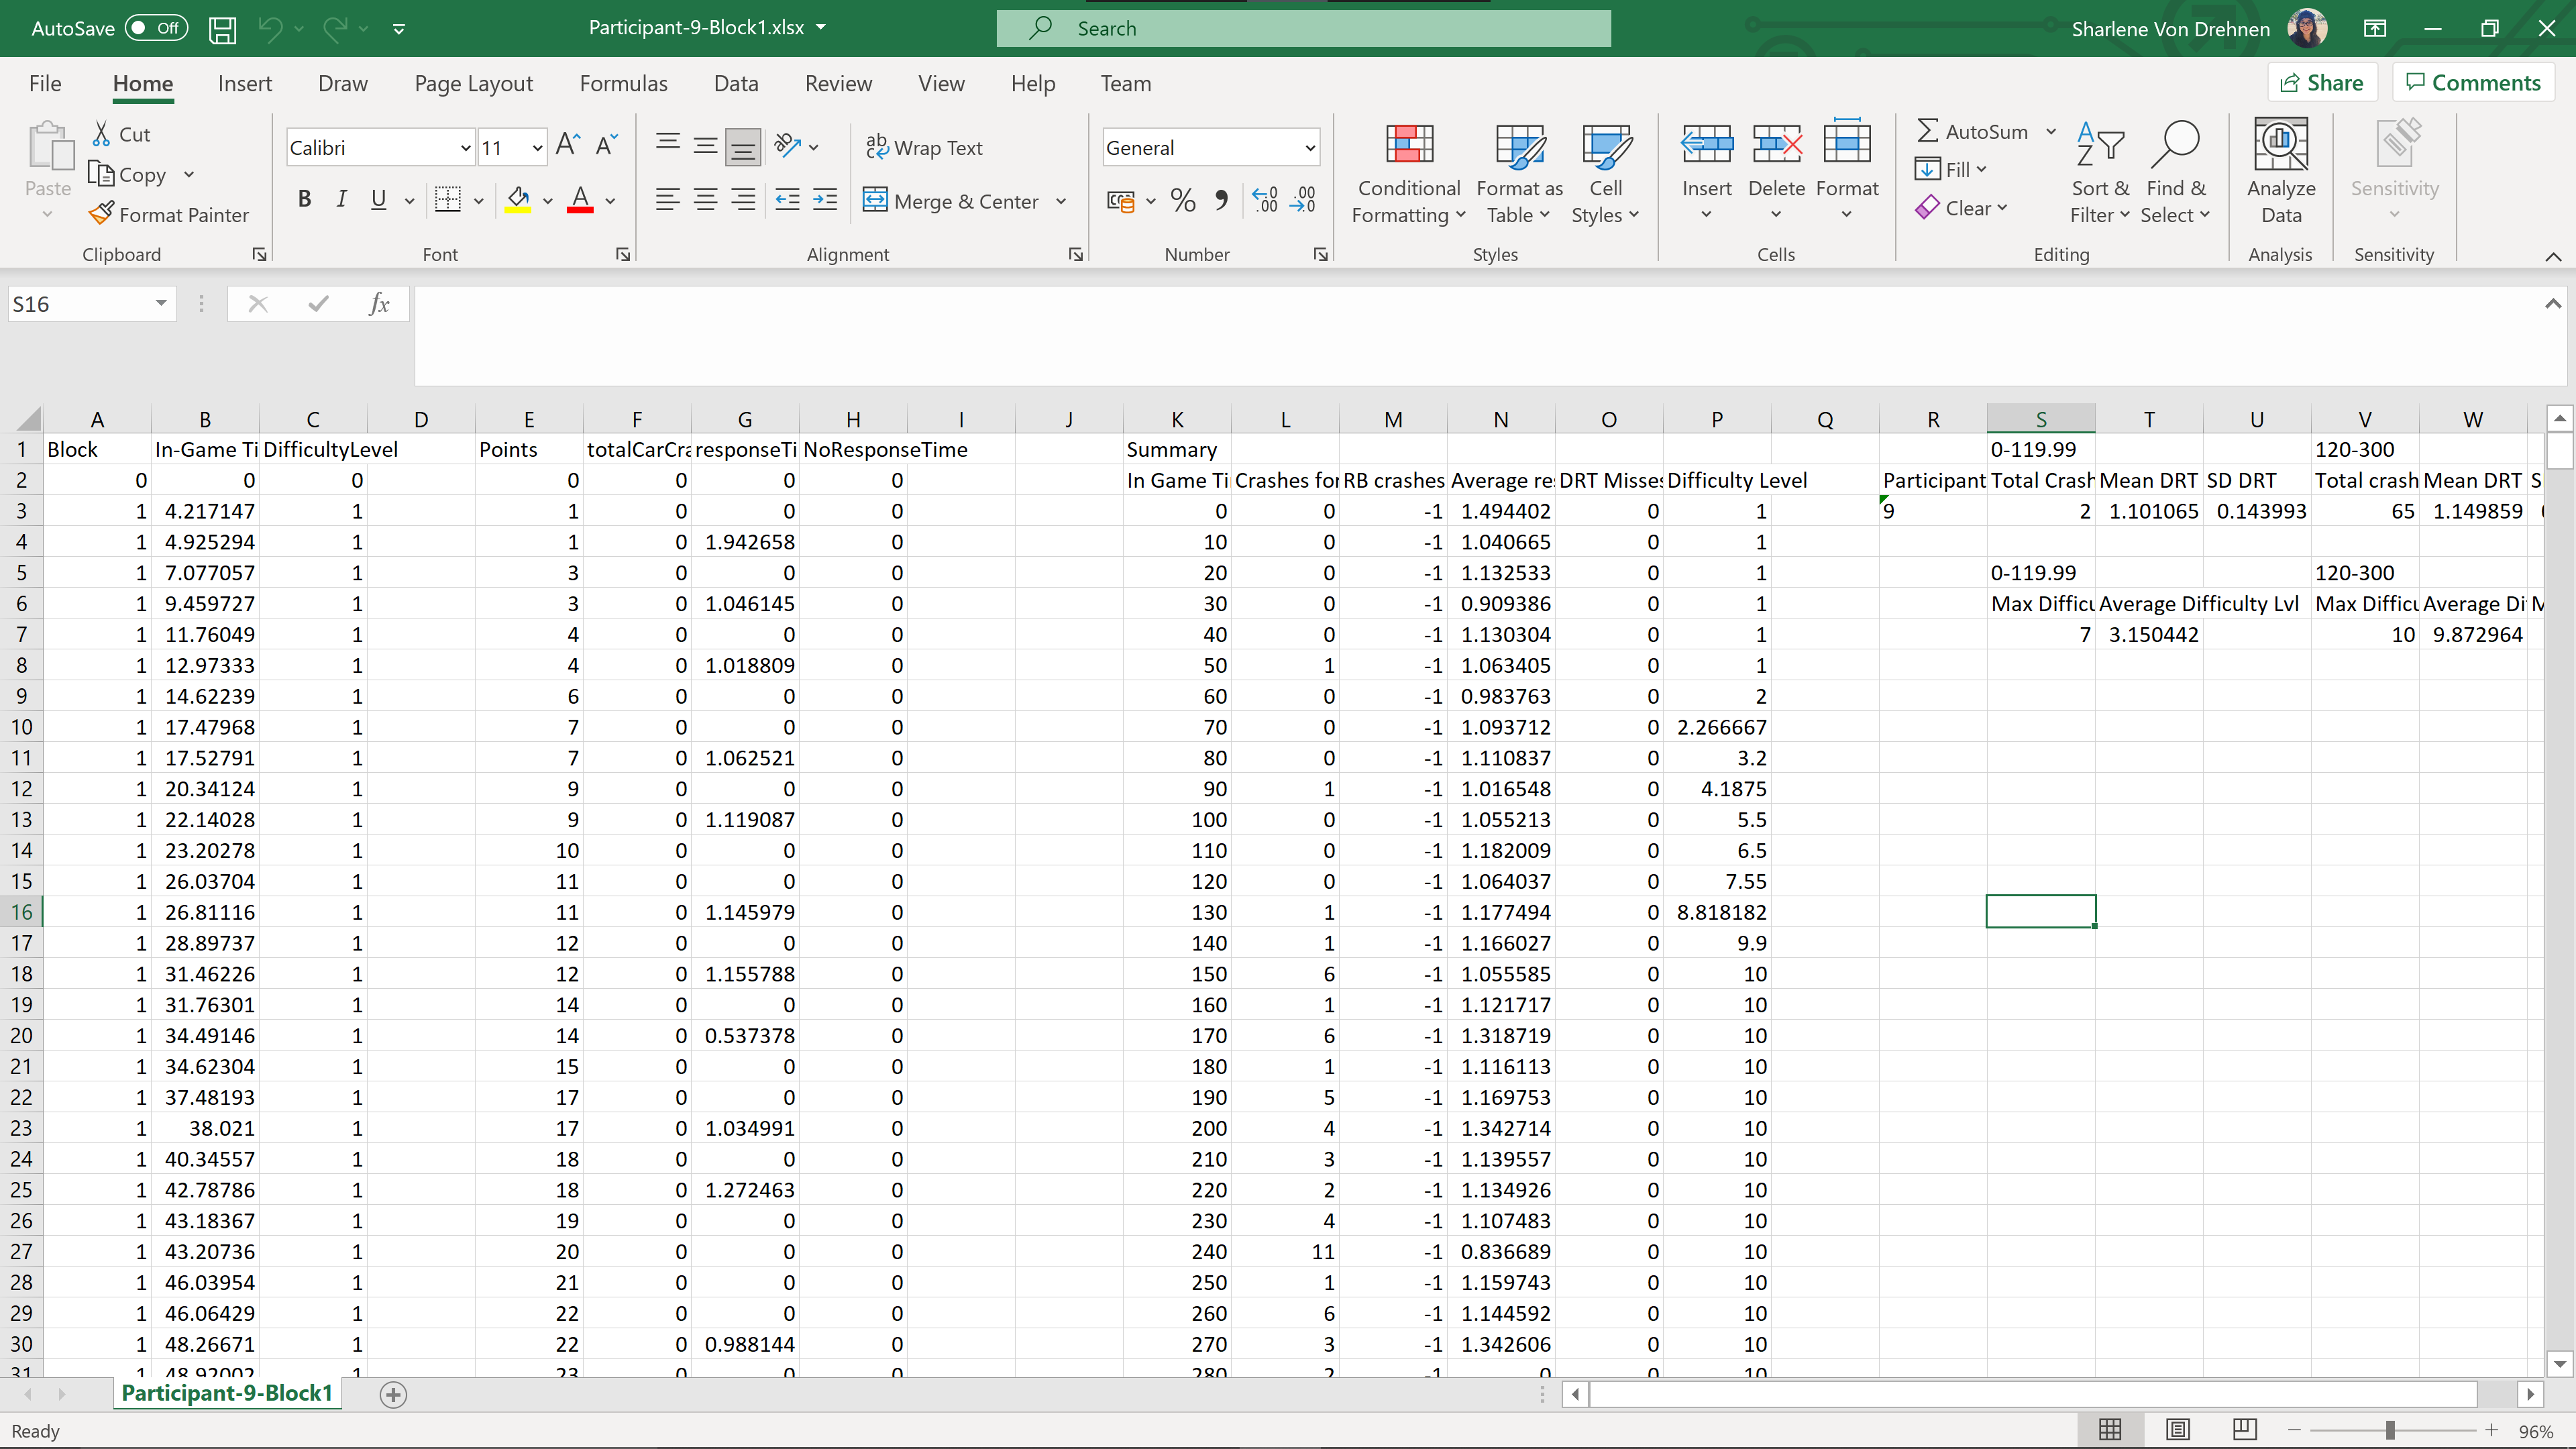 AutoSave Off Participant-9-Block1.xlsx Search Sharlene Von Drehnen
File Home Insert Draw Page Layout Formulas Data Review View Help Team Share Comments
Paste Cut Copy Format Painter Clipboard
Calibri 11 B I U Font
Wrap Text Merge & Center Alignment
General % Number
Conditional Formatting Format as Table Cell Styles Styles
Insert Delete Format Cells
AutoSum Fill Clear Sort & Filter Find & Select Editing
Analyze Data Analysis
Sensitivity Sensitivity
S16 fx
A B C D E F G H I J K L M N O P Q R S T U V W
1 Block In-Game Ti DifficultyLevel Points totalCarCra responseTi NoResponseTime Summary 0-119.99 120-300
2 0 0 0 0 0 0 0 In Game Ti Crashes for RB crashes Average re DRT Misses Difficulty Level Participant Total Crash Mean DRT SD DRT Total crash Mean DRT S
3 1 4.217147 1 1 0 0 0 0 0 -1 1.494402 0 1 9 2 1.101065 0.143993 65 1.149859
4 1 4.925294 1 1 0 1.942658 0 10 0 -1 1.040665 0 1
5 1 7.077057 1 3 0 0 0 20 0 -1 1.132533 0 1 0-119.99 120-300
6 1 9.459727 1 3 0 1.046145 0 30 0 -1 0.909386 0 1 Max Difficu Average Difficulty Lvl Max Difficu Average Di M
7 1 11.76049 1 4 0 0 0 40 0 -1 1.130304 0 1 7 3.150442 10 9.872964
8 1 12.97333 1 4 0 1.018809 0 50 1 -1 1.063405 0 1
9 1 14.62239 1 6 0 0 0 60 0 -1 0.983763 0 2
10 1 17.47968 1 7 0 0 0 70 0 -1 1.093712 0 2.266667
11 1 17.52791 1 7 0 1.062521 0 80 0 -1 1.110837 0 3.2
12 1 20.34124 1 9 0 0 0 90 1 -1 1.016548 0 4.1875
13 1 22.14028 1 9 0 1.119087 0 100 0 -1 1.055213 0 5.5
14 1 23.20278 1 10 0 0 0 110 0 -1 1.182009 0 6.5
15 1 26.03704 1 11 0 0 0 120 0 -1 1.064037 0 7.55
16 1 26.81116 1 11 0 1.145979 0 130 1 -1 1.177494 0 8.818182
17 1 28.89737 1 12 0 0 0 140 1 -1 1.166027 0 9.9
18 1 31.46226 1 12 0 1.155788 0 150 6 -1 1.055585 0 10
19 1 31.76301 1 14 0 0 0 160 1 -1 1.121717 0 10
20 1 34.49146 1 14 0 0.537378 0 170 6 -1 1.318719 0 10
21 1 34.62304 1 15 0 0 0 180 1 -1 1.116113 0 10
22 1 37.48193 1 17 0 0 0 190 5 -1 1.169753 0 10
23 1 38.021 1 17 0 1.034991 0 200 4 -1 1.342714 0 10
24 1 40.34557 1 18 0 0 0 210 3 -1 1.139557 0 10
25 1 42.78786 1 18 0 1.272463 0 220 2 -1 1.134926 0 10
26 1 43.18367 1 19 0 0 0 230 4 -1 1.107483 0 10
27 1 43.20736 1 20 0 0 0 240 11 -1 0.836689 0 10
28 1 46.03954 1 21 0 0 0 250 1 -1 1.159743 0 10
29 1 46.06429 1 22 0 0 0 260 6 -1 1.144592 0 10
30 1 48.26671 1 22 0 0.988144 0 270 3 -1 1.342606 0 10
31 1 48.92002 1 23 0 0 0 280 2 -1 0 0 10
Participant-9-Block1
Ready 96%